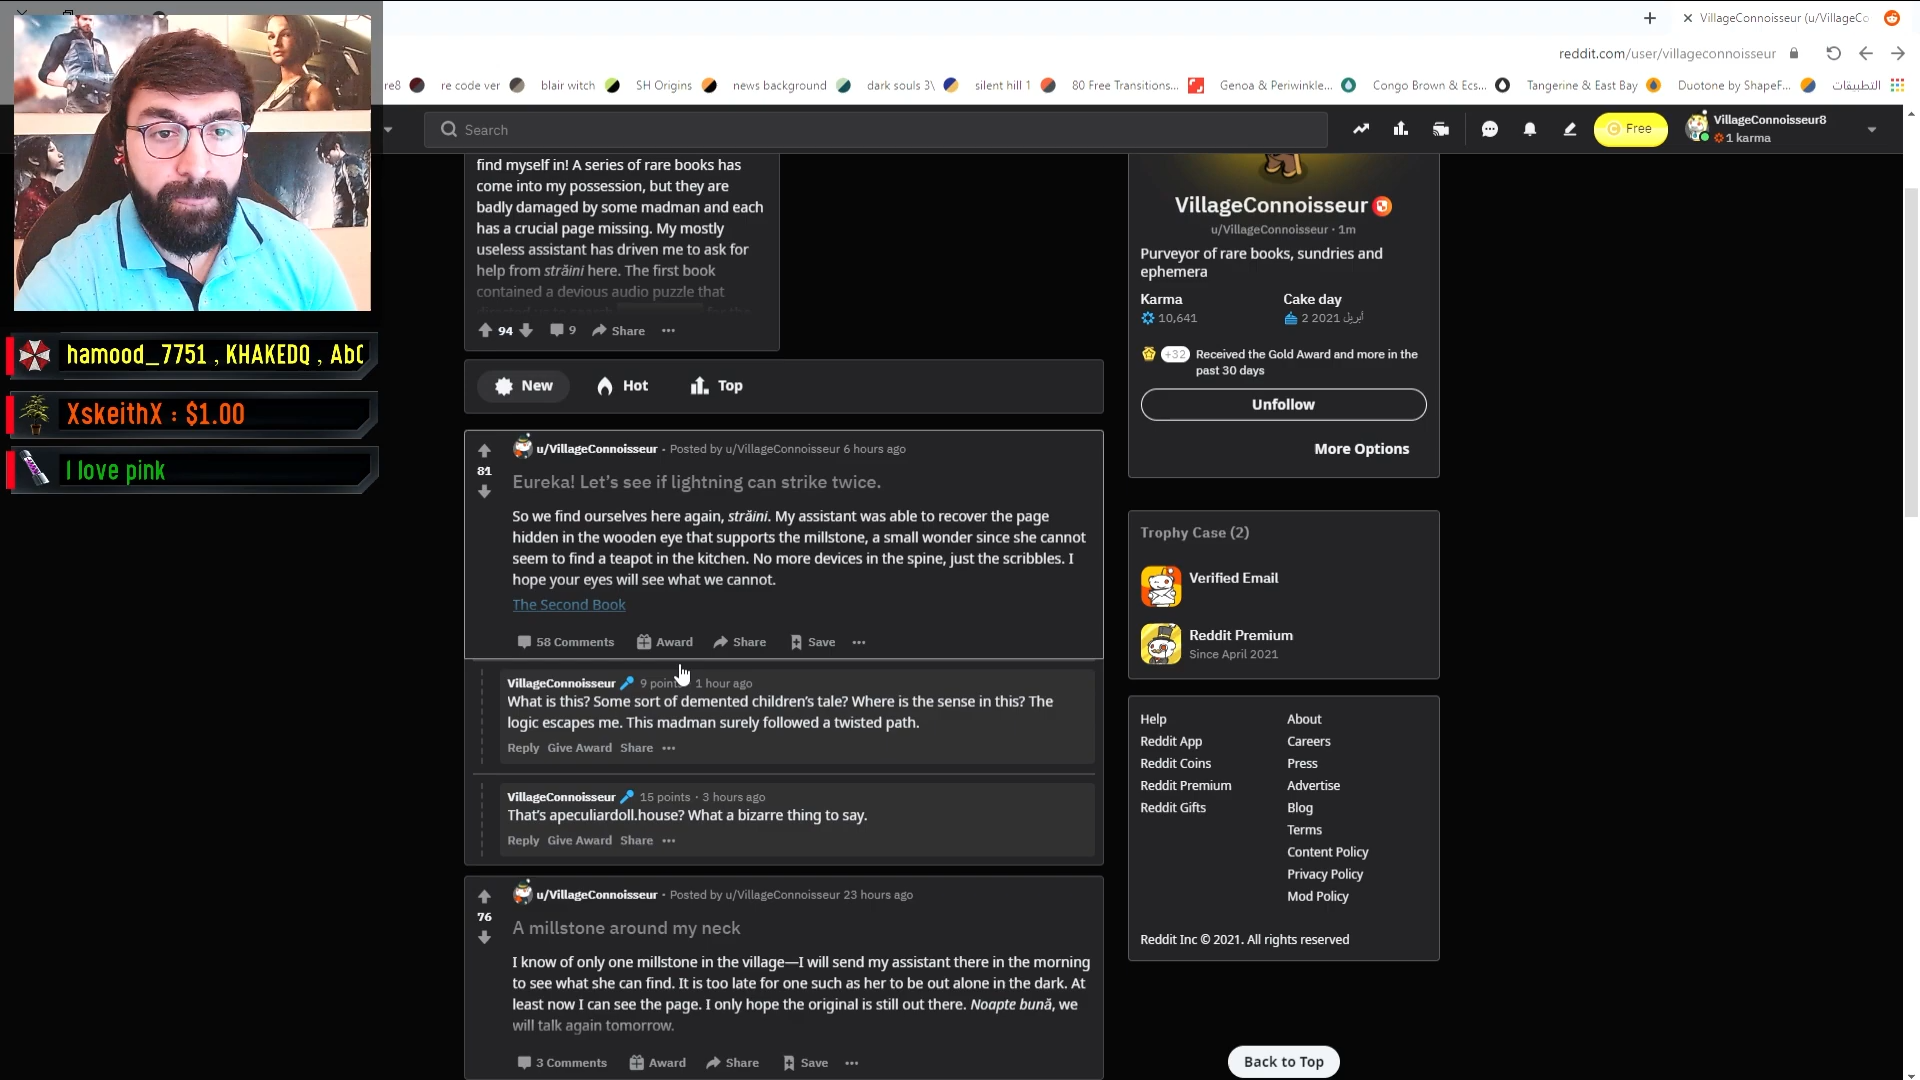 VillageConnoisseur (u/VillageCo
reddit.com/user/villageconnoisseur
re8
re code ver
blair witch
SH Origins
news background
dark souls 3\
silent hill 1
80 Free Transitions...
Genoa & Periwinkle...
Congo Brown & Ecs...
Tangerine & East Bay
Duotone by ShapeF...
التطبيقات
Search
Free
VillageConnoisseur8
1 karma
find myself in! A series of rare books has
come into my possession, but they are
badly damaged by some madman and each
has a crucial page missing. My mostly
useless assistant has driven me to ask for
help from străini here. The first book
contained a devious audio puzzle that
94
9
Share
hamood_7751 , KHAKEDQ , AbC
XskeithX : $1.00
I love pink
New
Hot
Top
u/VillageConnoisseur · Posted by u/VillageConnoisseur 6 hours ago
81
Eureka! Let's see if lightning can strike twice.
So we find ourselves here again, străini. My assistant was able to recover the page
hidden in the wooden eye that supports the millstone, a small wonder since she cannot
seem to find a teapot in the kitchen. No more devices in the spine, just the scribbles. I
hope your eyes will see what we cannot.
The Second Book
58 Comments
Award
Share
Save
VillageConnoisseur 9 points · 1 hour ago
What is this? Some sort of demented children's tale? Where is the sense in this? The
logic escapes me. This madman surely followed a twisted path.
Reply Give Award Share
VillageConnoisseur 15 points · 3 hours ago
That's apeculiardoll.house? What a bizarre thing to say.
Reply Give Award Share
u/VillageConnoisseur · Posted by u/VillageConnoisseur 23 hours ago
76
A millstone around my neck
I know of only one millstone in the village—I will send my assistant there in the morning
to see what she can find. It is too late for one such as her to be out alone in the dark. At
least now I can see the page. I only hope the original is still out there. Noapte bună, we
will talk again tomorrow.
3 Comments
Award
Share
Save
VillageConnoisseur
u/VillageConnoisseur · 1m
Purveyor of rare books, sundries and
ephemera
Karma
10,641
Cake day
2 أبريل 2021
+32 Received the Gold Award and more in the
past 30 days
Unfollow
More Options
Trophy Case (2)
Verified Email
Reddit Premium
Since April 2021
Help
Reddit App
Reddit Coins
Reddit Premium
Reddit Gifts
About
Careers
Press
Advertise
Blog
Terms
Content Policy
Privacy Policy
Mod Policy
Reddit Inc © 2021. All rights reserved
Back to Top